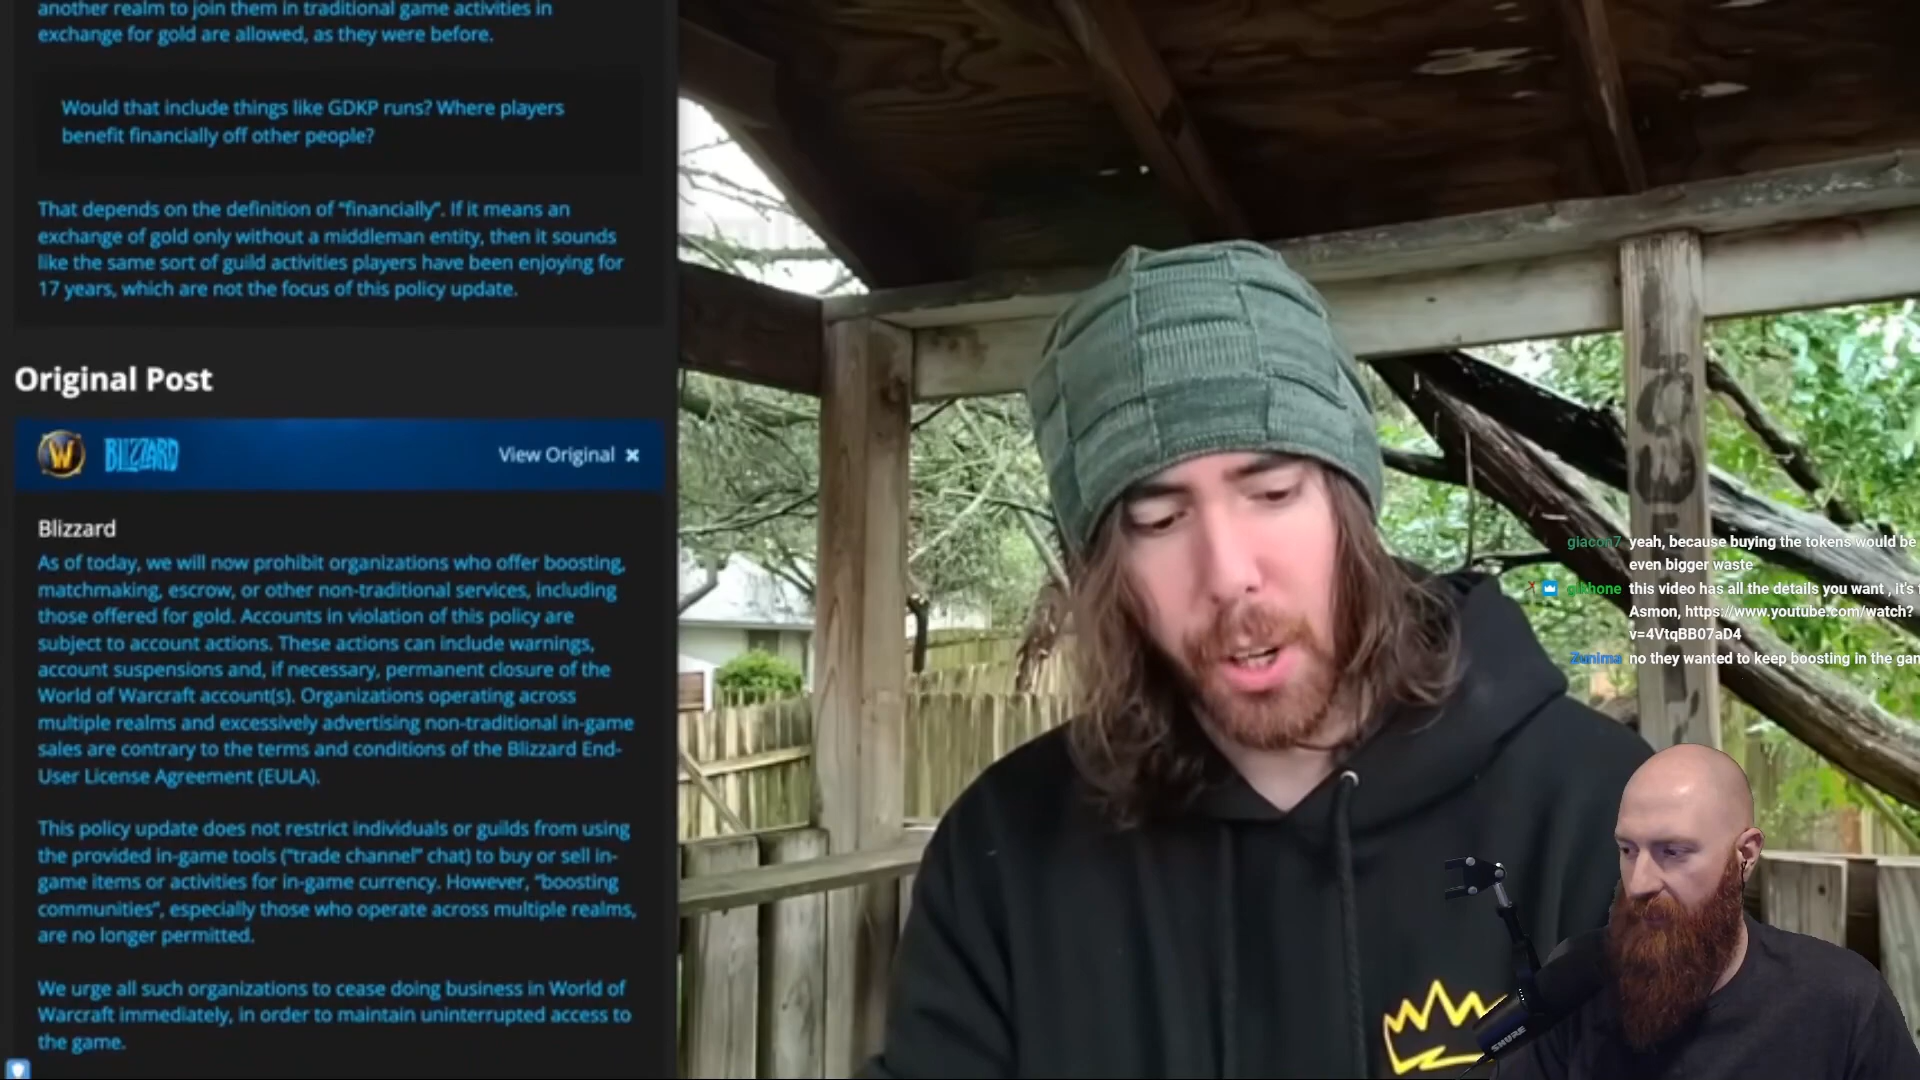 another realm to join them in traditional game activities in
exchange for gold are allowed, as they were before.
Would that include things like GDKP runs? Where players
benefit financially off other people?
That depends on the definition of “financially”. If it means an
exchange of gold only without a middleman entity, then it sounds
like the same sort of guild activities players have been enjoying for
17 years, which are not the focus of this policy update.
Original Post
W BLIZZARD
View Original ×
Blizzard
As of today, we will now prohibit organizations who offer boosting,
matchmaking, escrow, or other non-traditional services, including
those offered for gold. Accounts in violation of this policy are
subject to account actions. These actions can include warnings,
account suspensions and, if necessary, permanent closure of the
World of Warcraft account(s). Organizations operating across
multiple realms and excessively advertising non-traditional in-game
sales are contrary to the terms and conditions of the Blizzard End-
User License Agreement (EULA).
This policy update does not restrict individuals or guilds from using
the provided in-game tools (“trade channel” chat) to buy or sell in-
game items or activities for in-game currency. However, “boosting
communities”, especially those who operate across multiple realms,
are no longer permitted.
We urge all such organizations to cease doing business in World of
Warcraft immediately, in order to maintain uninterrupted access to
the game.
giacon7 yeah, because buying the tokens would be
even bigger waste
this video has all the details you want , it's
Asmon, https://www.youtube.com/watch?
v=4VtqBB07aD4
Zunima no they wanted to keep boosting in the gam
SHURE